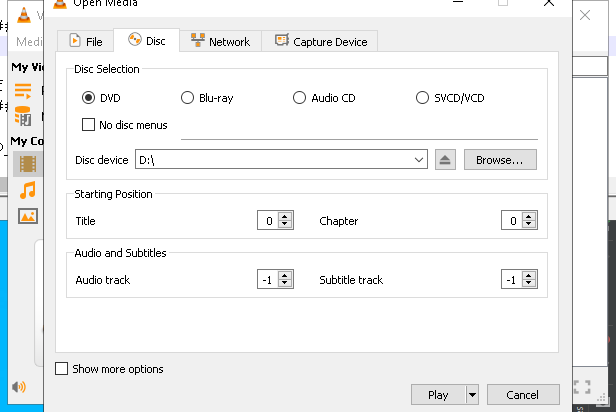 Open Media
File
Disc
Network
Capture Device
Disc Selection
DVD
Blu-ray
Audio CD
SVCD/VCD
No disc menus
Disc device
D:\
Browse...
Starting Position
Title
0
Chapter
0
Audio and Subtitles
Audio track
-1
Subtitle track
-1
Show more options
Play
Cancel
V
Medi
My Vi
My Co